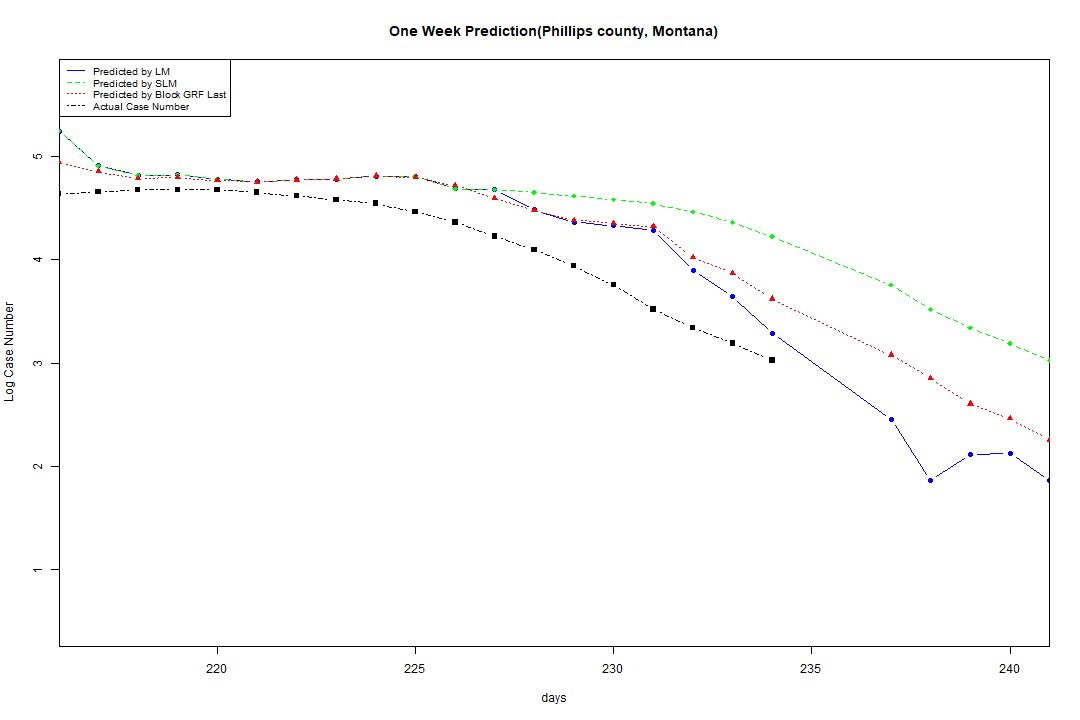 One Week Prediction(Phillips county, Montana)
Predicted by LM
Predicted by SLM
Predicted by Block GRF Last
Actual Case Number
5
4
3
2
1
Log Case Number
220 225 230 235 240
days